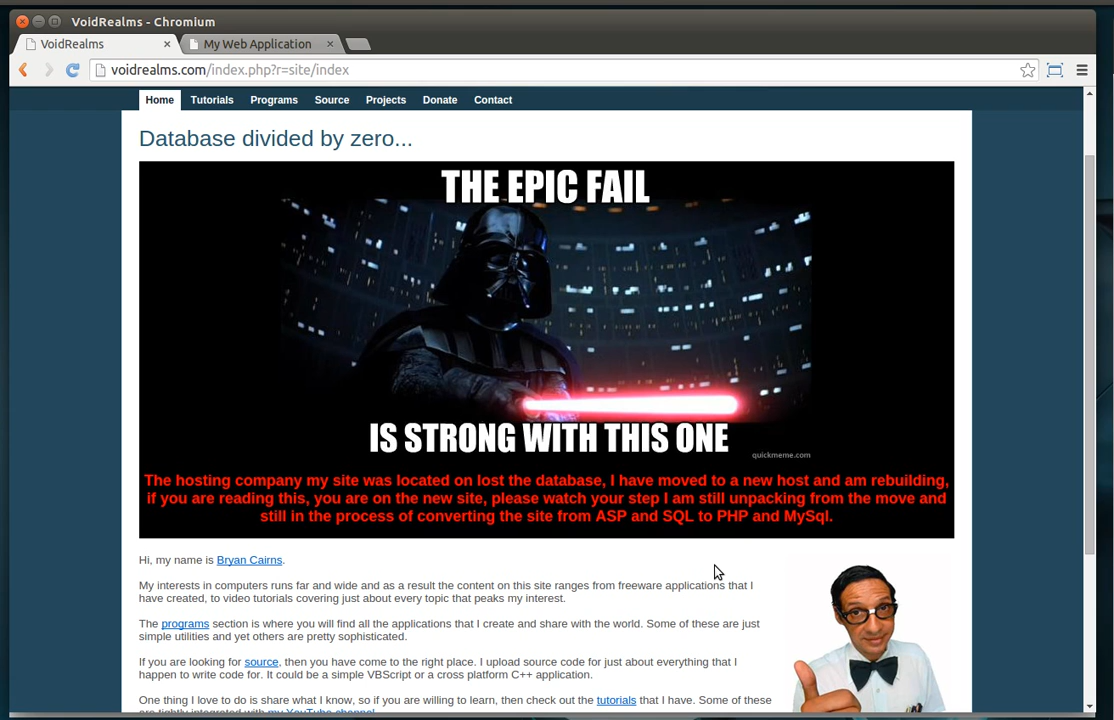 VoidRealms - Chromium
VoidRealms
My Web Application
voidrealms.com/index.php?r=site/index
Home Tutorials Programs Source Projects Donate Contact
Database divided by zero...
THE EPIC FAIL
IS STRONG WITH THIS ONE
quickmeme.com
The hosting company my site was located on lost the database, I have moved to a new host and am rebuilding,
if you are reading this, you are on the new site, please watch your step I am still unpacking from the move and
still in the process of converting the site from ASP and SQL to PHP and MySql.
Hi, my name is Bryan Cairns.
My interests in computers runs far and wide and as a result the content on this site ranges from freeware applications that I
have created, to video tutorials covering just about every topic that peaks my interest.
The programs section is where you will find all the applications that I create and share with the world. Some of these are just
simple utilities and yet others are pretty sophisticated.
If you are looking for source, then you have come to the right place. I upload source code for just about everything that I
happen to write code for. It could be a simple VBScript or a cross platform C++ application.
One thing I love to do is share what I know, so if you are willing to learn, then check out the tutorials that I have. Some of these
are tightly integrated with my YouTube channel.